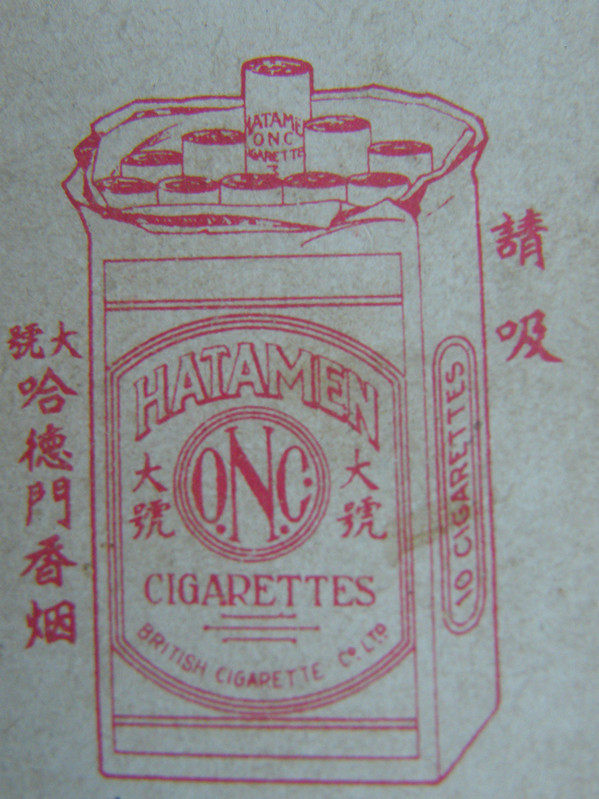 HATAMEN
O.N.C.
CIGARETTES
請吸
大號
哈德門香烟
HATAMEN
O.N.C.
大號
大號
CIGARETTES
BRITISH CIGARETTE Co. LTD
10 CIGARETTES